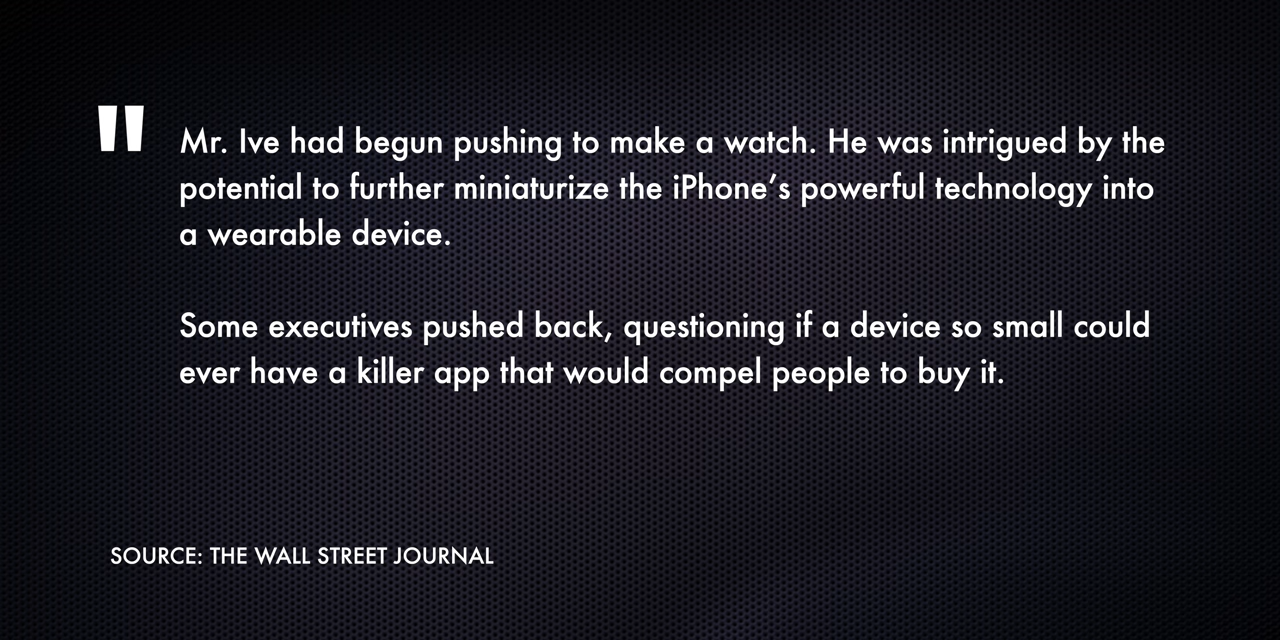 "
Mr. Ive had begun pushing to make a watch. He was intrigued by the
potential to further miniaturize the iPhone’s powerful technology into
a wearable device.
Some executives pushed back, questioning if a device so small could
ever have a killer app that would compel people to buy it.
SOURCE: THE WALL STREET JOURNAL